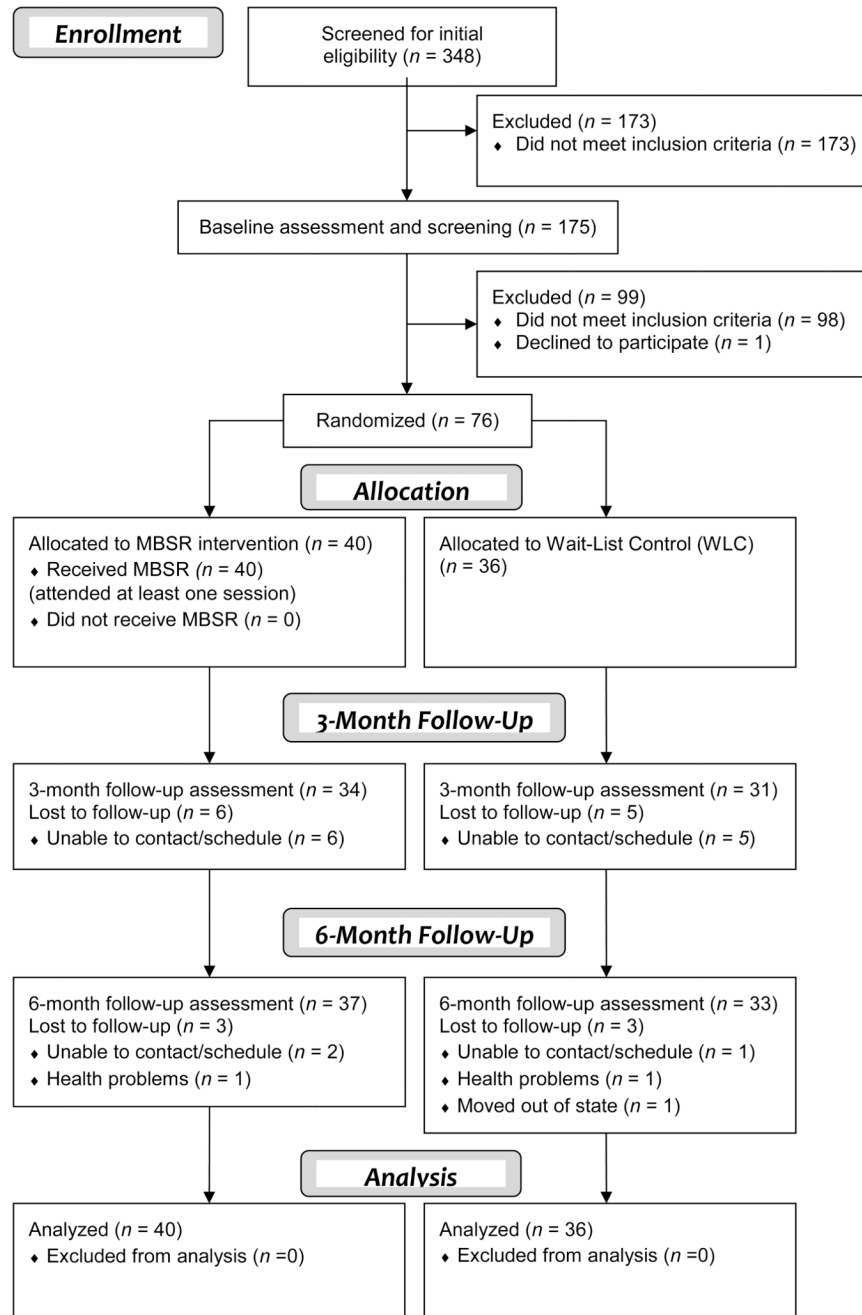 Enrollment
Screened for initial
eligibility (n = 348)
Excluded (n = 173)
♦ Did not meet inclusion criteria (n = 173)
Baseline assessment and screening (n = 175)
Excluded (n = 99)
♦ Did not meet inclusion criteria (n = 98)
♦ Declined to participate (n = 1)
Randomized (n = 76)
Allocation
Allocated to MBSR intervention (n = 40)
♦ Received MBSR (n = 40)
(attended at least one session)
♦ Did not receive MBSR (n = 0)
Allocated to Wait-List Control (WLC)
(n = 36)
3-Month Follow-Up
3-month follow-up assessment (n = 34)
Lost to follow-up (n = 6)
♦ Unable to contact/schedule (n = 6)
3-month follow-up assessment (n = 31)
Lost to follow-up (n = 5)
♦ Unable to contact/schedule (n = 5)
6-Month Follow-Up
6-month follow-up assessment (n = 37)
Lost to follow-up (n = 3)
♦ Unable to contact/schedule (n = 2)
♦ Health problems (n = 1)
6-month follow-up assessment (n = 33)
Lost to follow-up (n = 3)
♦ Unable to contact/schedule (n = 1)
♦ Health problems (n = 1)
♦ Moved out of state (n = 1)
Analysis
Analyzed (n = 40)
♦ Excluded from analysis (n =0)
Analyzed (n = 36)
♦ Excluded from analysis (n =0)